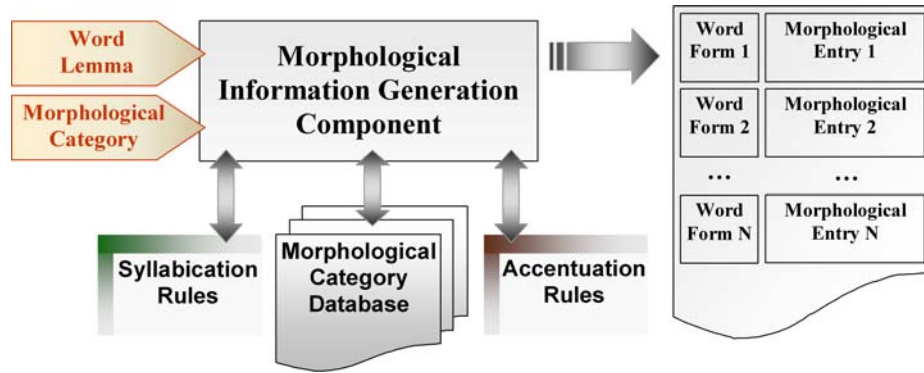 Word
Lemma
Morphological
Category
Morphological
Information Generation
Component
Syllabication
Rules
Morphological
Category
Database
Accentuation
Rules
Word
Form 1
Morphological
Entry 1
Word
Form 2
Morphological
Entry 2
...
...
Word
Form N
Morphological
Entry N